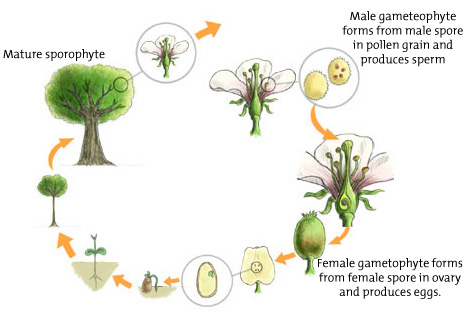 Mature sporophyte
Male gameteophyte
forms from male spore
in pollen grain and
produces sperm
Female gametophyte forms
from female spore in ovary
and produces eggs.